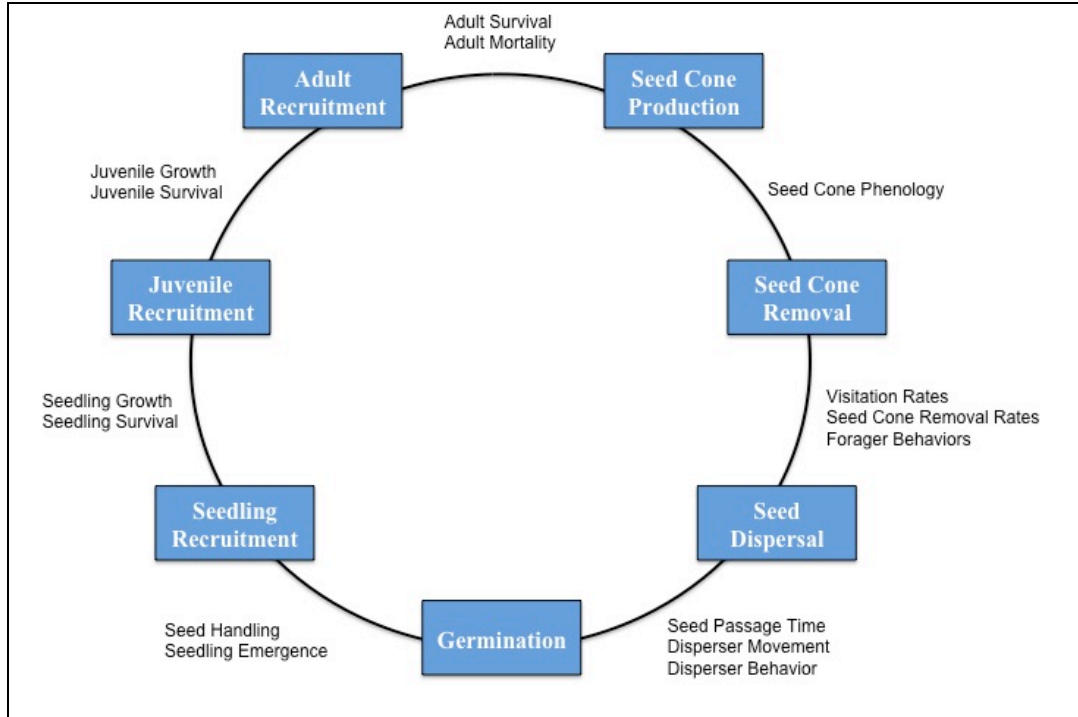 Adult Survival
Adult Mortality
Adult
Recruitment
Seed Cone
Production
Juvenile Growth
Juvenile Survival
Seed Cone Phenology
Juvenile
Recruitment
Seed Cone
Removal
Seedling Growth
Seedling Survival
Visitation Rates
Seed Cone Removal Rates
Forager Behaviors
Seedling
Recruitment
Seed
Dispersal
Germination
Seed Handling
Seedling Emergence
Seed Passage Time
Disperser Movement
Disperser Behavior